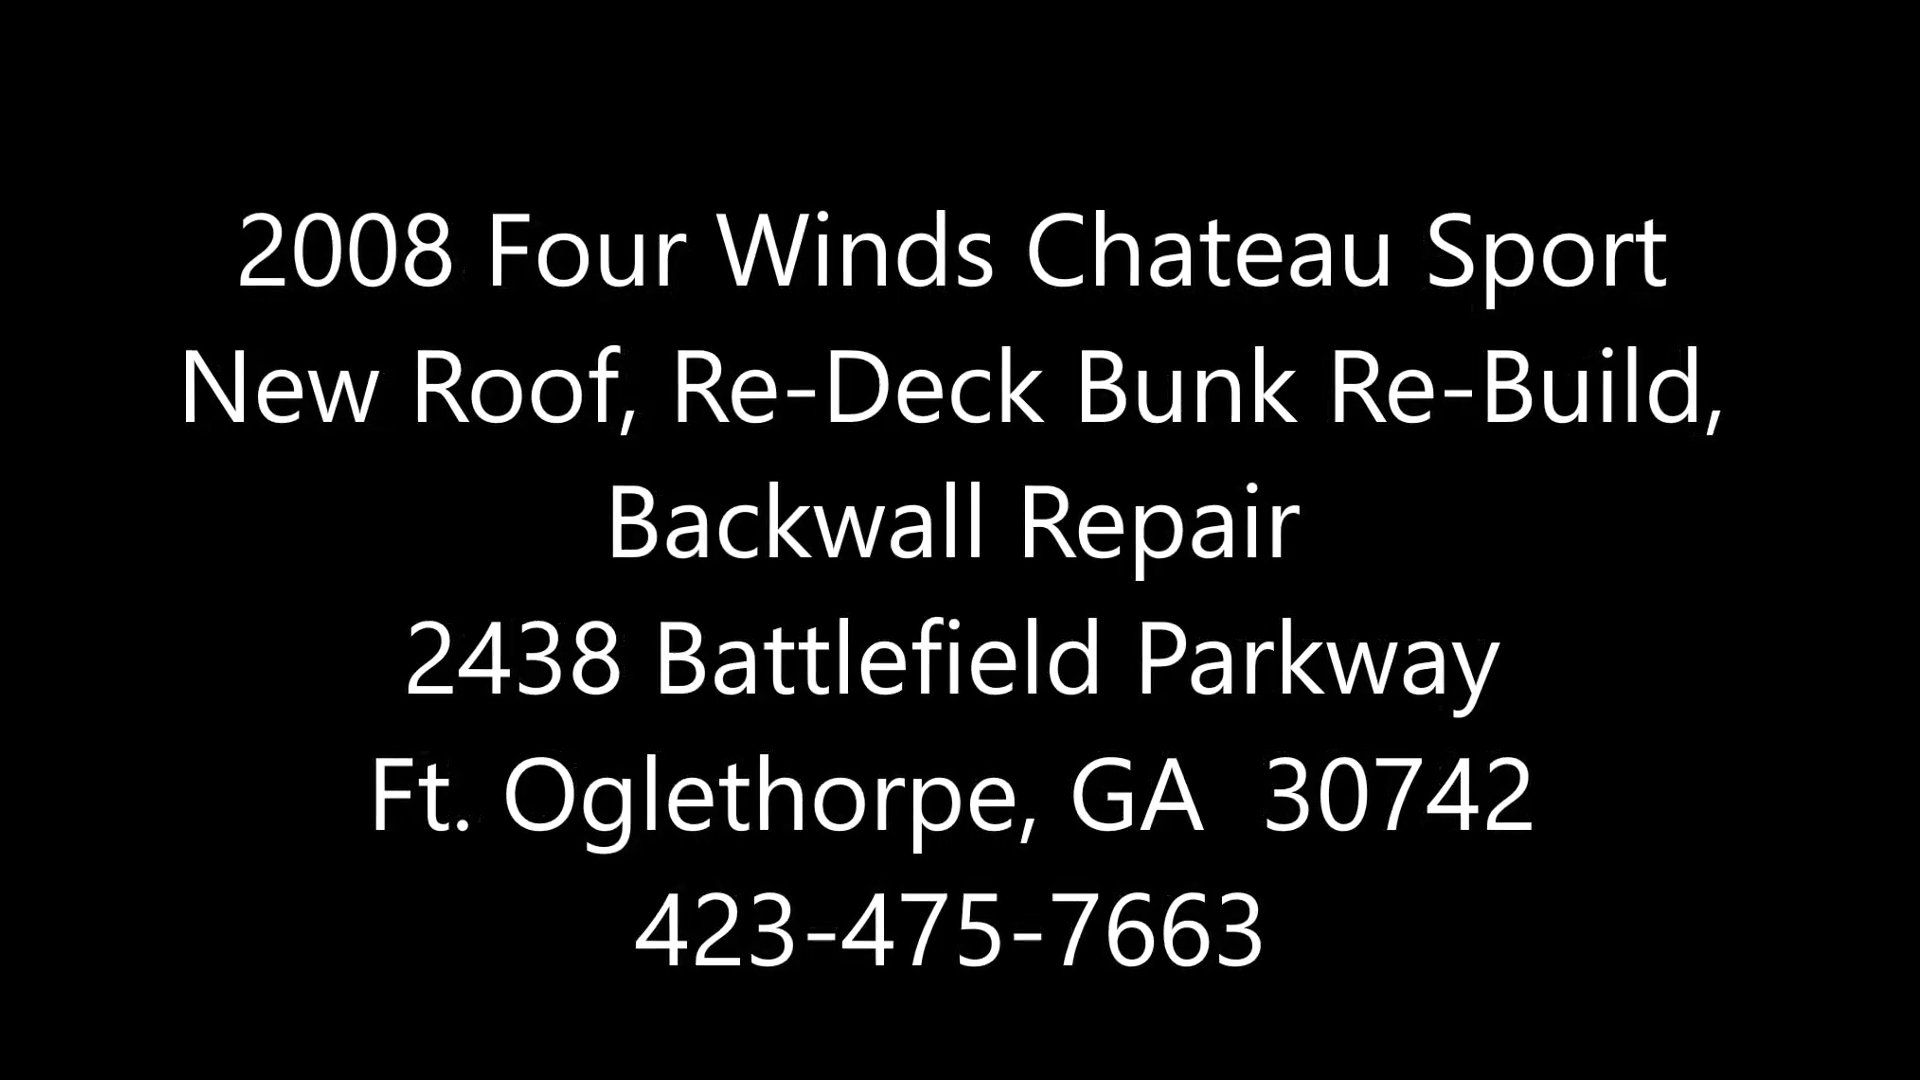 2008 Four Winds Chateau Sport
New Roof, Re-Deck Bunk Re-Build,
Backwall Repair
2438 Battlefield Parkway
Ft. Oglethorpe, GA  30742
423-475-7663